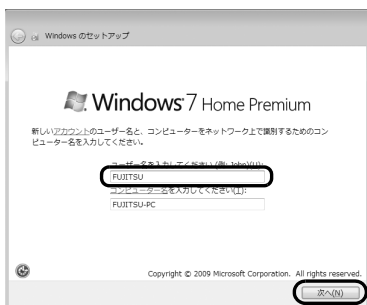 Windows のセットアップ
Windows 7 Home Premium
新しいアカウントのユーザー名と、コンピューターをネットワーク上で識別するためのコン
ピューター名を入力してください。
ユーザー名を入力してください (例: John)(U):
FUJITSU
コンピューター名を入力してください(T):
FUJITSU-PC
Copyright © 2009 Microsoft Corporation. All rights reserved.
次へ(N)